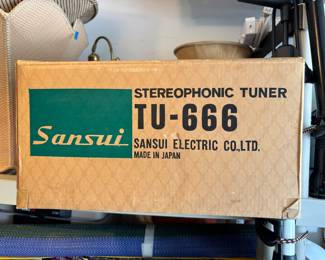 STEREOPHONIC TUNER
TU-666
Sansui
SANSUI ELECTRIC CO.,LTD.
MADE IN JAPAN